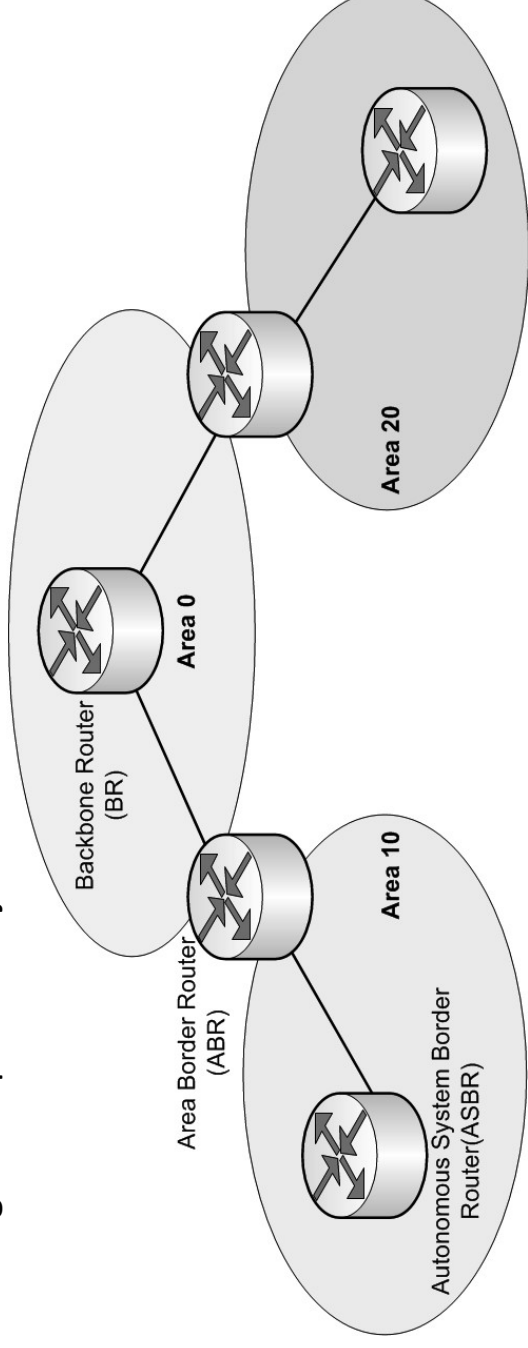 Backbone Router
(BR)
Area 0
Area Border Router
(ABR)
Area 10
Area 20
Autonomous System Border
Router(ASBR)